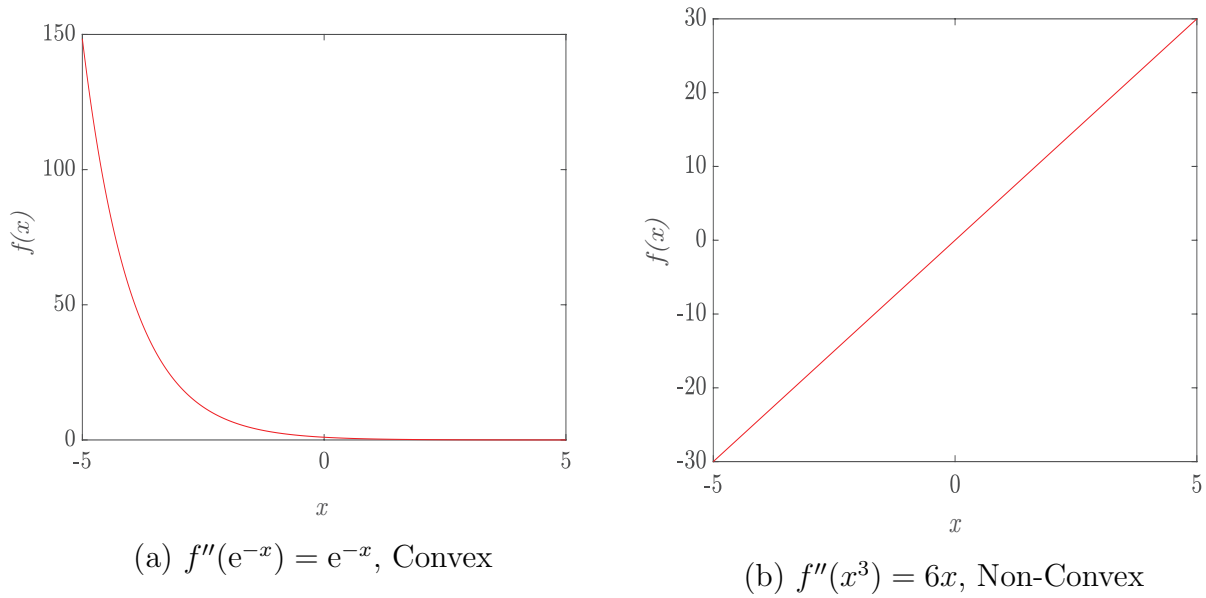 150
100
50
0
-5
0
5
f(x)
x
(a) f′′(e⁻ˣ) = e⁻ˣ, Convex
30
20
10
0
-10
-20
-30
-5
0
5
f(x)
x
(b) f′′(x³) = 6x, Non-Convex